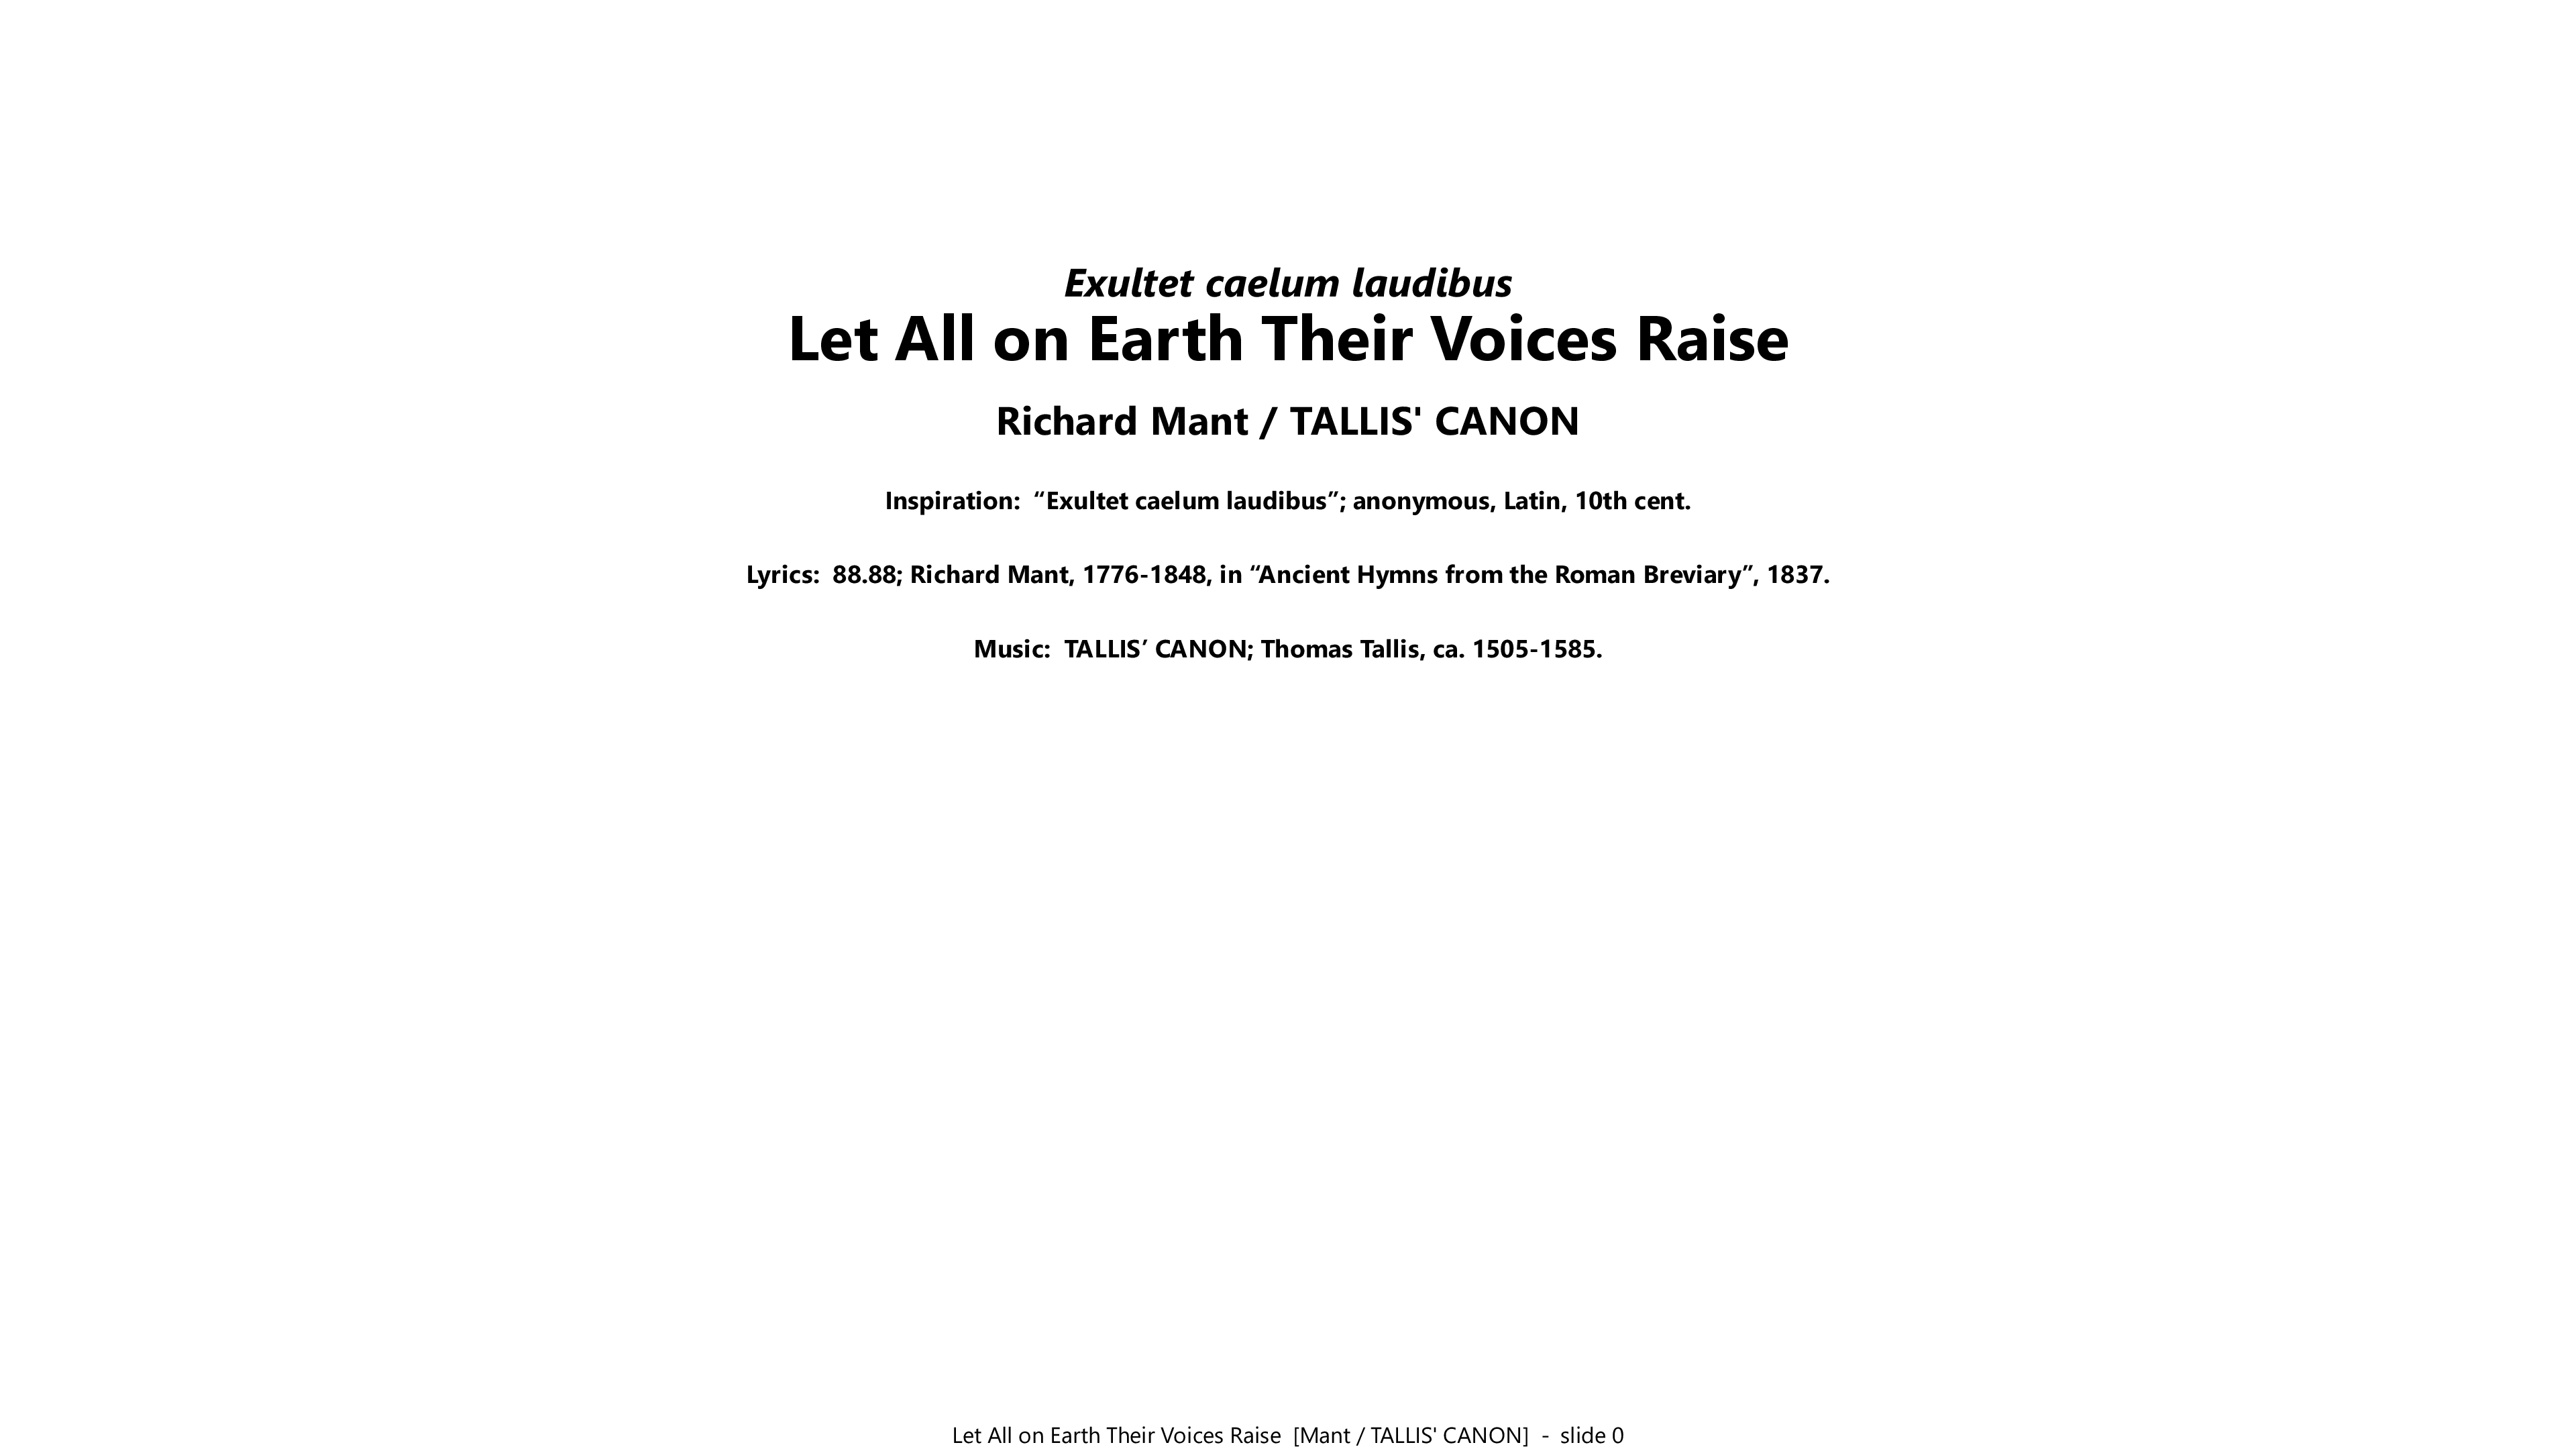 Exultet caelum laudibus
Let All on Earth Their Voices Raise
Richard Mant / TALLIS' CANON
Inspiration:  “Exultet caelum laudibus”; anonymous, Latin, 10th cent.
Lyrics:  88.88; Richard Mant, 1776-1848, in “Ancient Hymns from the Roman Breviary”, 1837.
Music:  TALLIS’ CANON; Thomas Tallis, ca. 1505-1585.
Let All on Earth Their Voices Raise  [Mant / TALLIS' CANON]  -  slide 0